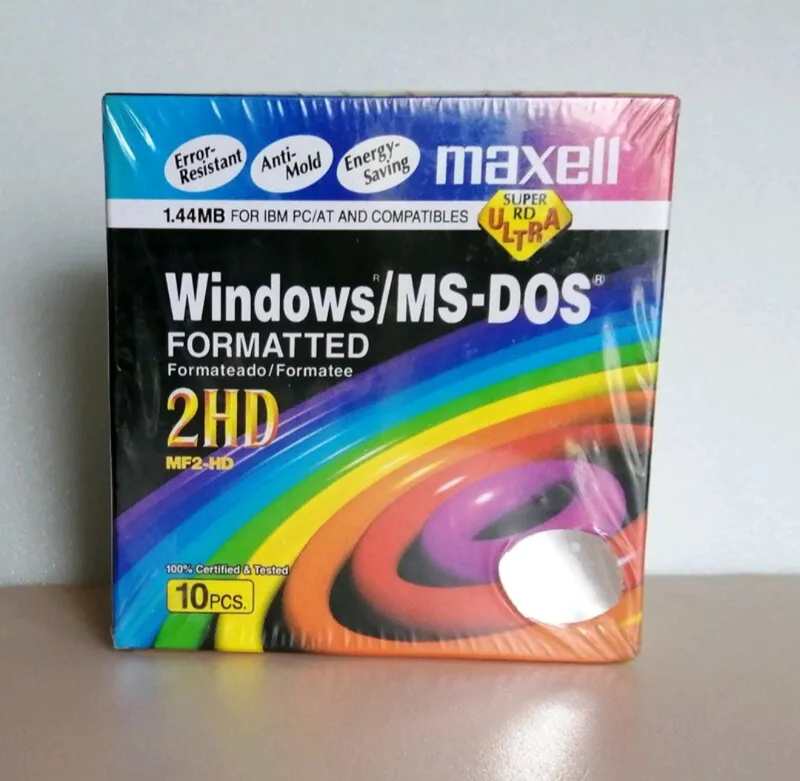 Error-
Resistant
Anti-
Mold
Energy-
Saving
maxell
1.44MB FOR IBM PC/AT AND COMPATIBLES
SUPER
RD
ULTRA
Windows®/MS-DOS®
FORMATTED
Formateado/Formatee
2HD
MF2-HD
100% Certified & Tested
10PCS.